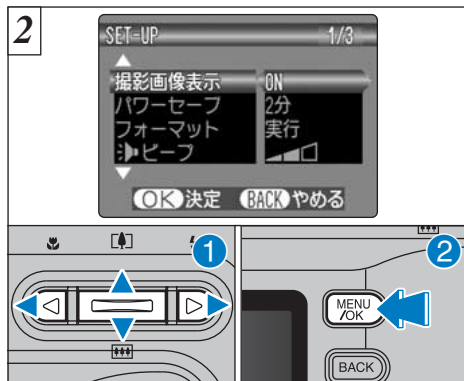 2
SET-UP 1/3
撮影画像表示 ON
パワーセーブ 2分
フォーマット 実行
ビープ
OK 決定 BACK やめる
1
2
MENU
/OK
BACK